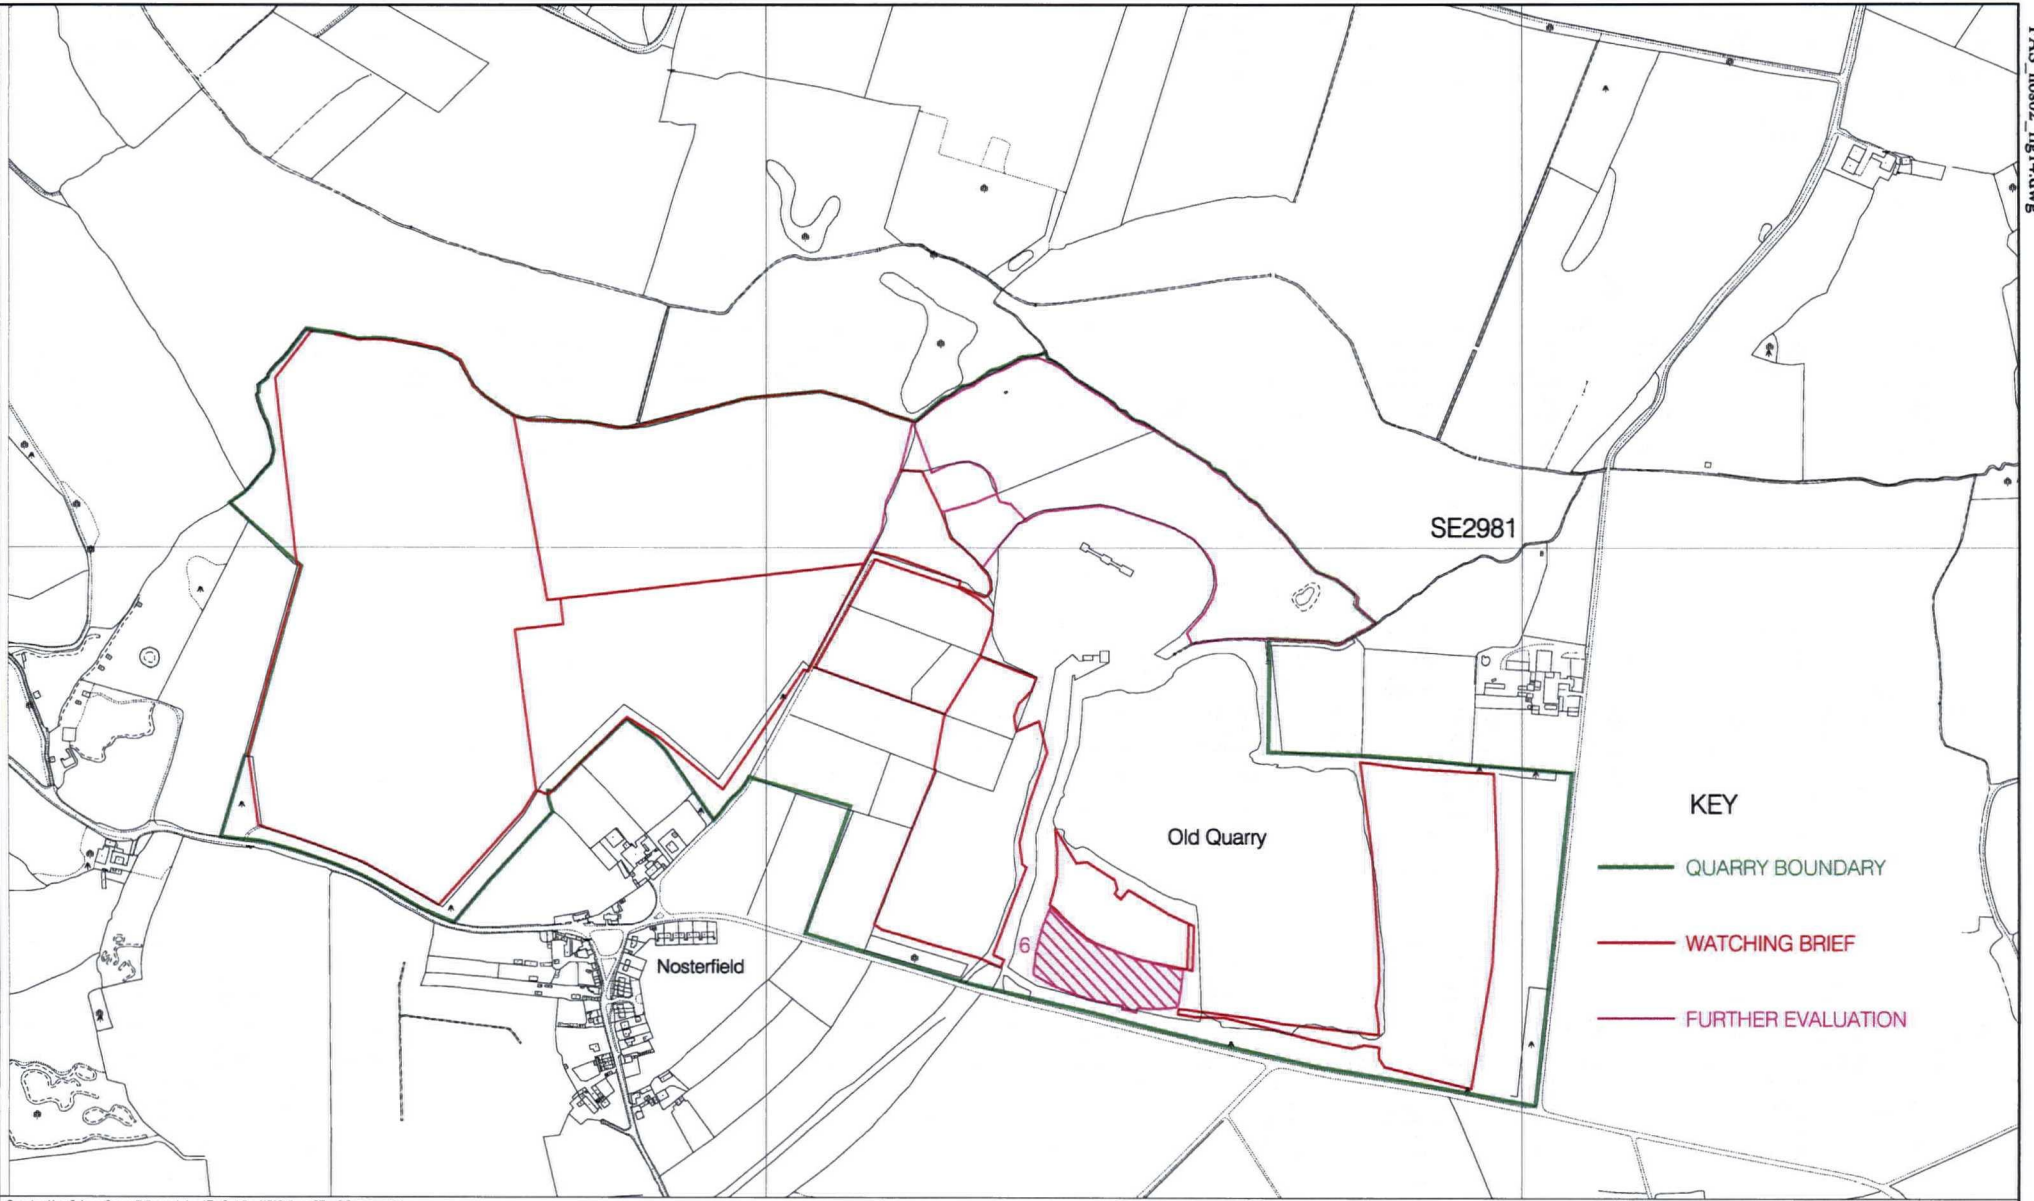 SE2981
KEY
Old Quarry
QUARRY BOUNDARY
6
WATCHING BRIEF
Nosterfield
FURTHER EVALUATION